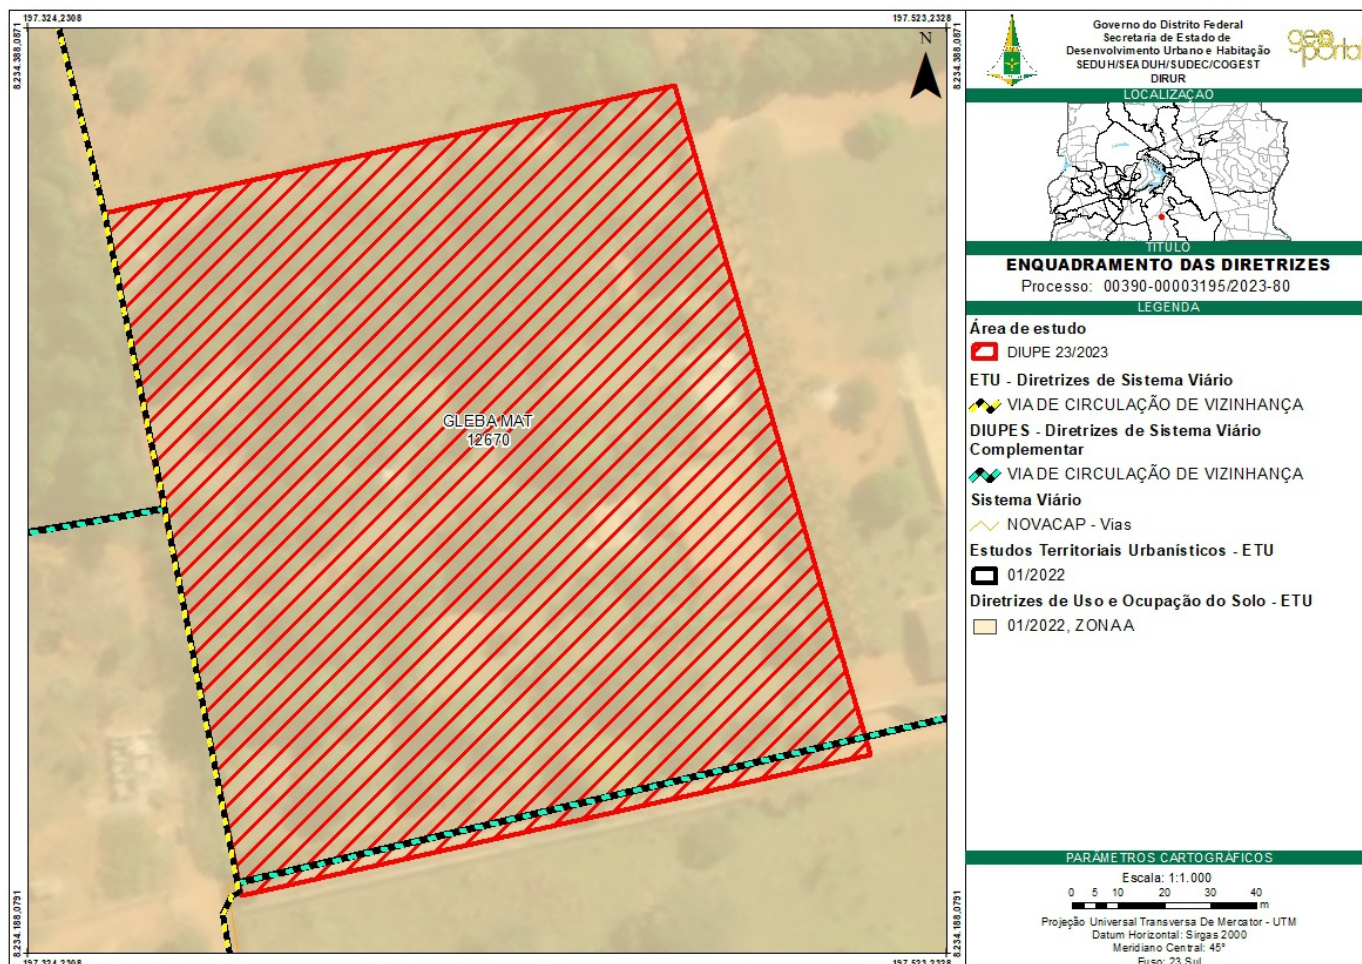 197.324,2308
197.523,2328
8.234.388,0871
8.234.388,0871
N
GLEBA MAT
12670
8.234.188,0791
8.234.188,0791
197.324,2308
197.523,2328
Governo do Distrito Federal
Secretaria de Estado de
Desenvolvimento Urbano e Habitação
SEDUH/SEADUH/SUDEC/COGEST
DIRUR
geoportal
LOCALIZAÇÃO
TÍTULO
ENQUADRAMENTO DAS DIRETRIZES
Processo: 00390-00003195/2023-80
LEGENDA
Área de estudo
DIUPE 23/2023
ETU - Diretrizes de Sistema Viário
VIA DE CIRCULAÇÃO DE VIZINHANÇA
DIUPES - Diretrizes de Sistema Viário
Complementar
VIA DE CIRCULAÇÃO DE VIZINHANÇA
Sistema Viário
NOVACAP - Vias
Estudos Territoriais Urbanísticos - ETU
01/2022
Diretrizes de Uso e Ocupação do Solo - ETU
01/2022, ZONA A
PARÂMETROS CARTOGRÁFICOS
Escala: 1:1.000
0 5 10 20 30 40
m
Projeção Universal Transversa De Mercator - UTM
Datum Horizontal: Sirgas 2000
Meridiano Central: 45°
Fuso: 23 Sul